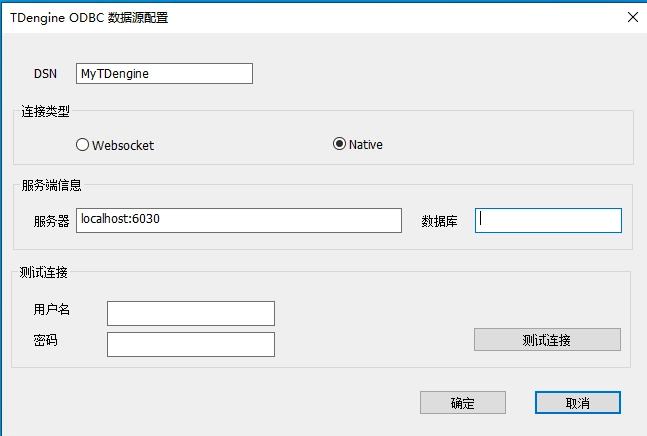 TDengine ODBC 数据源配置
DSN MyTDengine
连接类型
Websocket Native
服务端信息
服务器 localhost:6030 数据库
测试连接
用户名
密码 测试连接
确定 取消